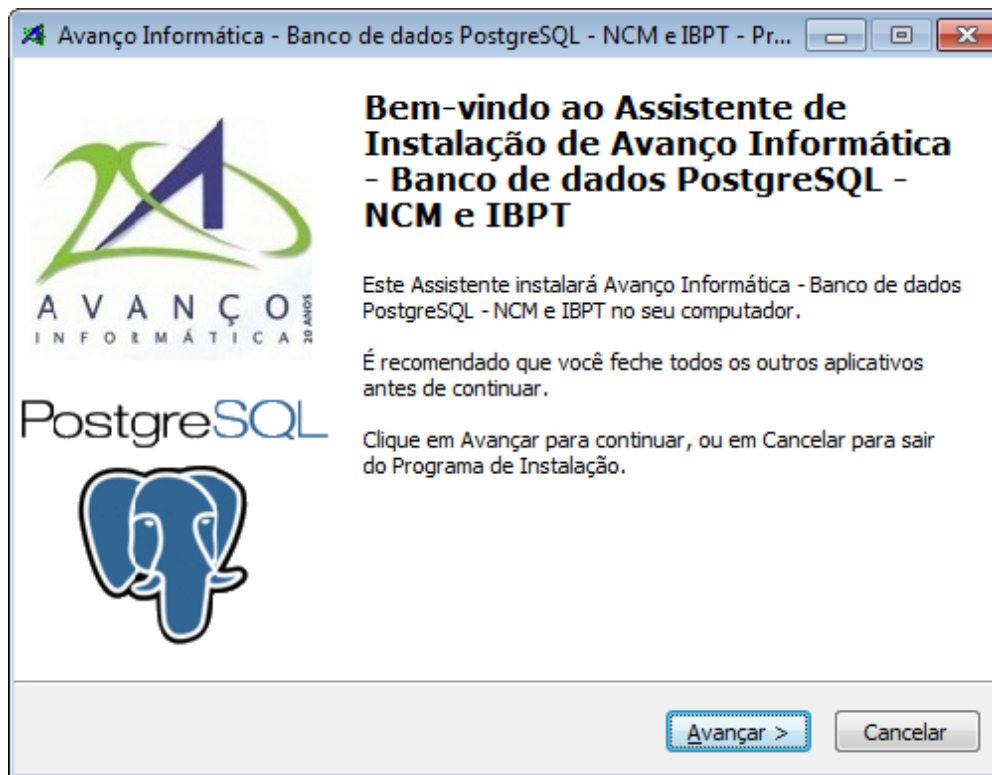 Avanço Informática - Banco de dados PostgreSQL - NCM e IBPT - Pr...
Bem-vindo ao Assistente de
Instalação de Avanço Informática
- Banco de dados PostgreSQL -
NCM e IBPT
Este Assistente instalará Avanço Informática - Banco de dados
PostgreSQL - NCM e IBPT no seu computador.
É recomendado que você feche todos os outros aplicativos
antes de continuar.
Clique em Avançar para continuar, ou em Cancelar para sair
do Programa de Instalação.
20A
AVANÇO
INFORMÁTICA
20 ANOS
PostgreSQL
Avançar >
Cancelar